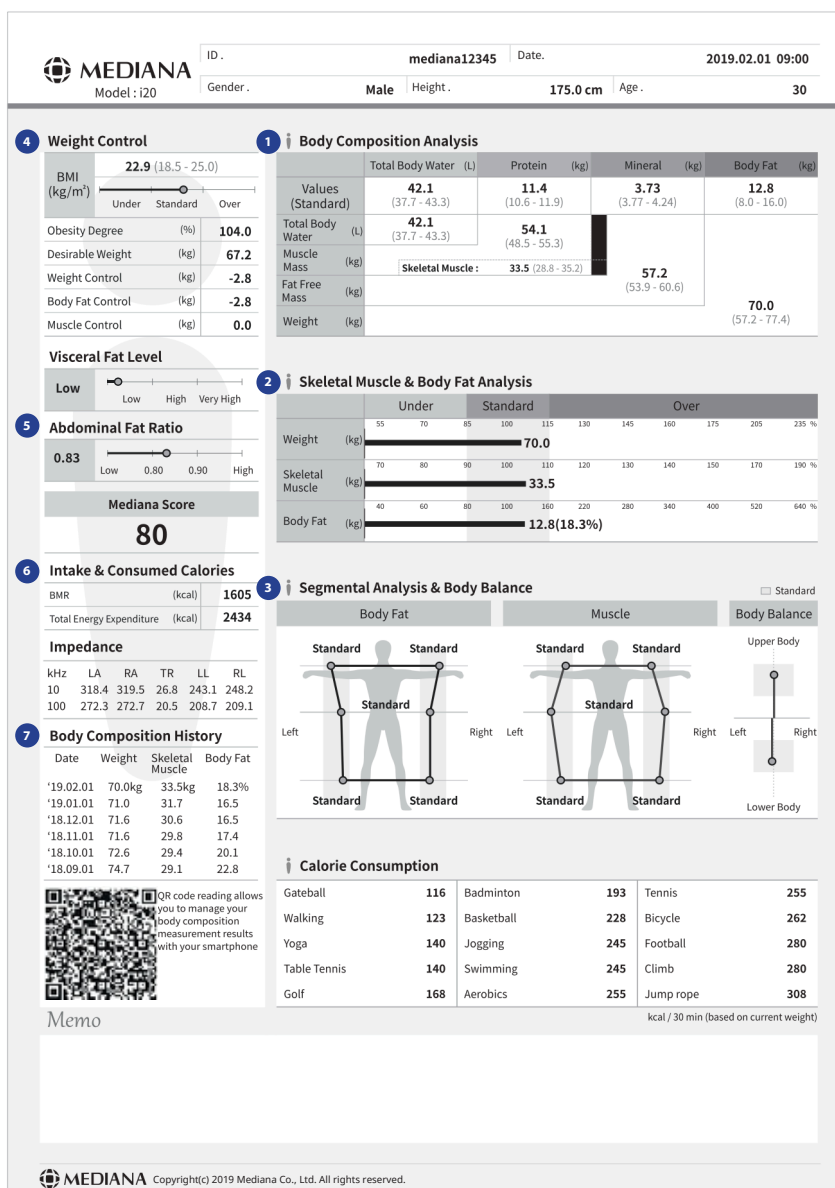 MEDIANA
Model : i20
ID . mediana12345 Date. 2019.02.01 09:00
Gender . Male Height . 175.0 cm Age . 30
4 Weight Control
BMI (kg/m²) 22.9 (18.5 - 25.0)
Under Standard Over
Obesity Degree (%) 104.0
Desirable Weight (kg) 67.2
Weight Control (kg) -2.8
Body Fat Control (kg) -2.8
Muscle Control (kg) 0.0
Visceral Fat Level
Low
Low High Very High
5 Abdominal Fat Ratio
0.83
Low 0.80 0.90 High
Mediana Score
80
6 Intake & Consumed Calories
BMR (kcal) 1605
Total Energy Expenditure (kcal) 2434
Impedance
kHz LA RA TR LL RL
10 318.4 319.5 26.8 243.1 248.2
100 272.3 272.7 20.5 208.7 209.1
7 Body Composition History
Date Weight Skeletal Muscle Body Fat
'19.02.01 70.0kg 33.5kg 18.3%
'19.01.01 71.0 31.7 16.5
'18.12.01 71.6 30.6 16.5
'18.11.01 71.6 29.8 17.4
'18.10.01 72.6 29.4 20.1
'18.09.01 74.7 29.1 22.8
QR code reading allows
you to manage your
body composition
measurement results
with your smartphone
1 Body Composition Analysis
Total Body Water (L) Protein (kg) Mineral (kg) Body Fat (kg)
Values 42.1 11.4 3.73 12.8
(Standard) (37.7 - 43.3) (10.6 - 11.9) (3.77 - 4.24) (8.0 - 16.0)
Total Body Water (L) 42.1 (37.7 - 43.3)
54.1
(48.5 - 55.3)
Muscle Mass (kg)
Skeletal Muscle : 33.5 (28.8 - 35.2)
57.2
(53.9 - 60.6)
Fat Free Mass (kg)
70.0
(57.2 - 77.4)
Weight (kg)
2 Skeletal Muscle & Body Fat Analysis
Under Standard Over
55 70 85 100 115 130 145 160 175 205 235 %
Weight (kg) 70.0
70 80 90 100 110 120 130 140 150 170 190 %
Skeletal Muscle (kg) 33.5
40 60 80 100 160 220 280 340 400 520 640 %
Body Fat (kg) 12.8(18.3%)
3 Segmental Analysis & Body Balance
Standard
Body Fat Muscle Body Balance
Standard Standard Standard Standard Upper Body
Standard Standard
Left Right Left Right Left Right
Standard Standard Standard Standard Lower Body
Calorie Consumption
Gateball 116 Badminton 193 Tennis 255
Walking 123 Basketball 228 Bicycle 262
Yoga 140 Jogging 245 Football 280
Table Tennis 140 Swimming 245 Climb 280
Golf 168 Aerobics 255 Jump rope 308
kcal / 30 min (based on current weight)
Memo
MEDIANA Copyright(c) 2019 Mediana Co., Ltd. All rights reserved.